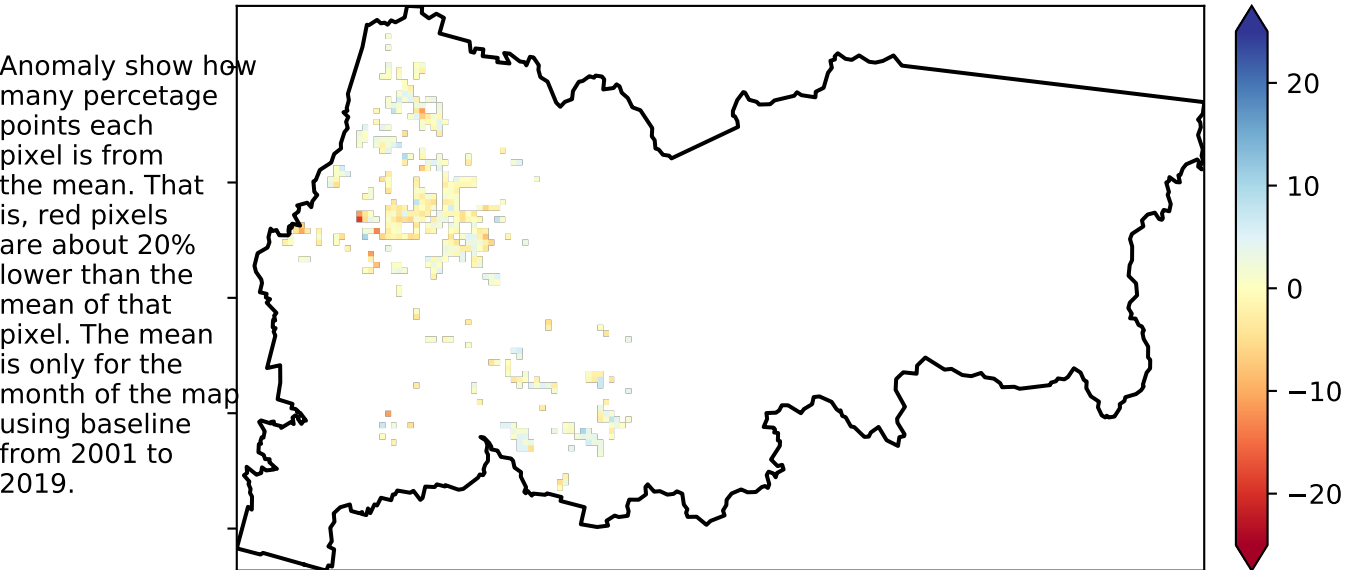 Anomaly show how
many percetage
points each
pixel is from
the mean. That
is, red pixels
are about 20%
lower than the
mean of that
pixel. The mean
is only for the
month of the map
using baseline
from 2001 to
2019.
20
10
0
−10
−20